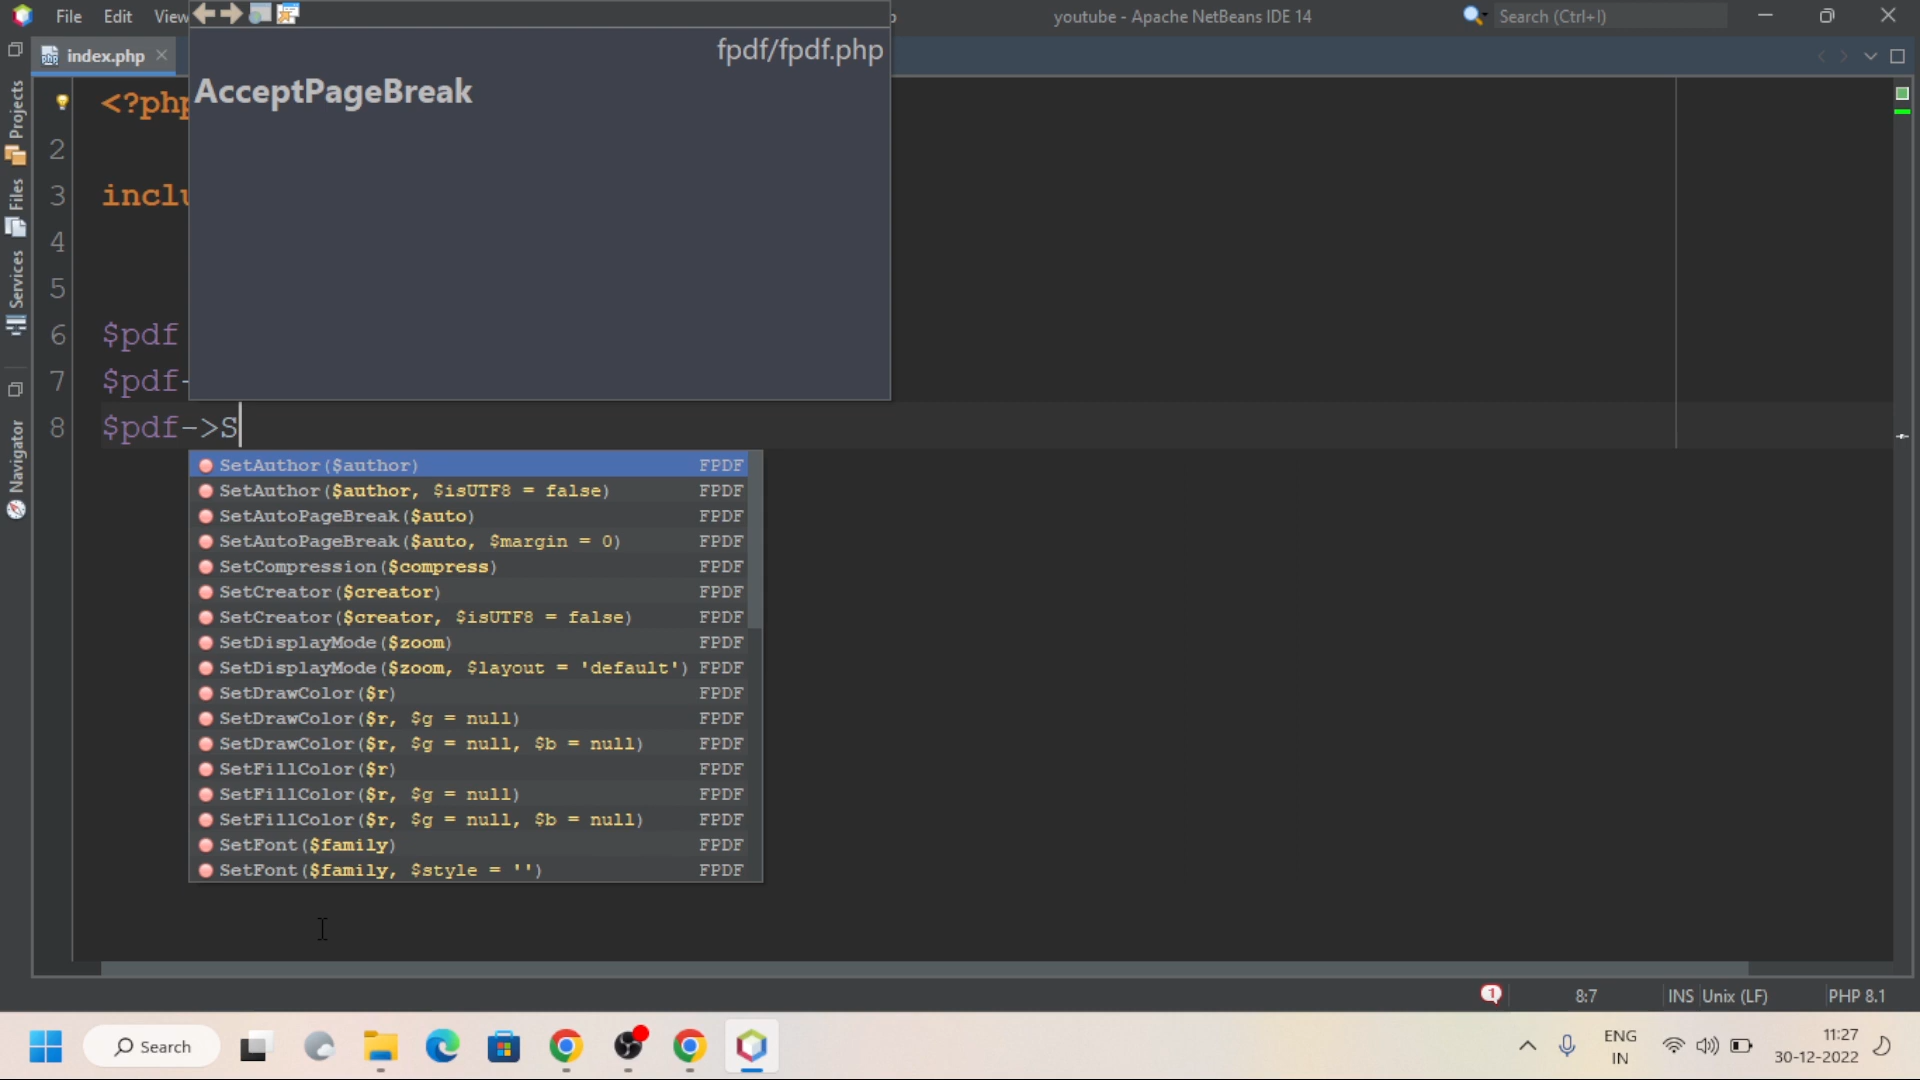 File Edit View
youtube - Apache NetBeans IDE 14
Search (Ctrl+I)
index.php
fpdf/fpdf.php
AcceptPageBreak
Projects
Files
Services
Navigator
<?php
2
3 inclu
4
5
6 $pdf
7 $pdf-
8 $pdf->S
SetAuthor($author) FPDF
SetAuthor($author, $isUTF8 = false) FPDF
SetAutoPageBreak($auto) FPDF
SetAutoPageBreak($auto, $margin = 0) FPDF
SetCompression($compress) FPDF
SetCreator($creator) FPDF
SetCreator($creator, $isUTF8 = false) FPDF
SetDisplayMode($zoom) FPDF
SetDisplayMode($zoom, $layout = 'default') FPDF
SetDrawColor($r) FPDF
SetDrawColor($r, $g = null) FPDF
SetDrawColor($r, $g = null, $b = null) FPDF
SetFillColor($r) FPDF
SetFillColor($r, $g = null) FPDF
SetFillColor($r, $g = null, $b = null) FPDF
SetFont($family) FPDF
SetFont($family, $style = '') FPDF
1 8:7 INS Unix (LF) PHP 8.1
Search
ENG
IN
11:27
30-12-2022